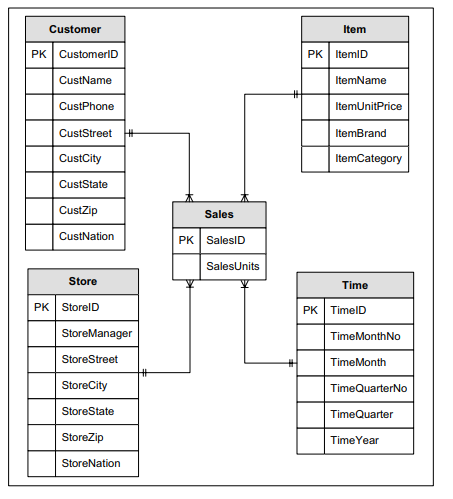 Customer
PK CustomerID
CustName
CustPhone
CustStreet
CustCity
CustState
CustZip
CustNation
Item
PK ItemID
ItemName
ItemUnitPrice
ItemBrand
ItemCategory
Sales
PK SalesID
SalesUnits
Store
PK StoreID
StoreManager
StoreStreet
StoreCity
StoreState
StoreZip
StoreNation
Time
PK TimeID
TimeMonthNo
TimeMonth
TimeQuarterNo
TimeQuarter
TimeYear